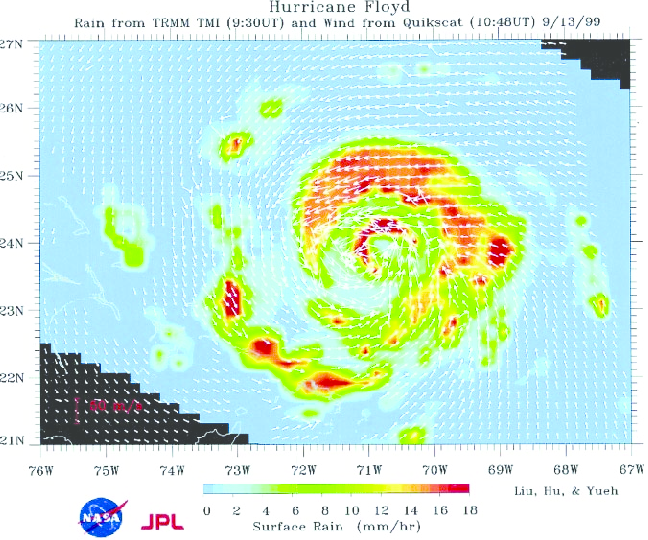 Hurricane Floyd
Rain from TRMM TMI (9:30UT) and Wind from Quikscat (10:48UT) 9/13/99
27N
26N
25N
24N
23N
22N
21N
50 m/s
76W 75W 74W 73W 72W 71W 70W 69W 68W 67W
Liu, Hu, & Yueh
0 2 4 6 8 10 12 14 16 18
Surface Rain (mm/hr)
NASA
JPL